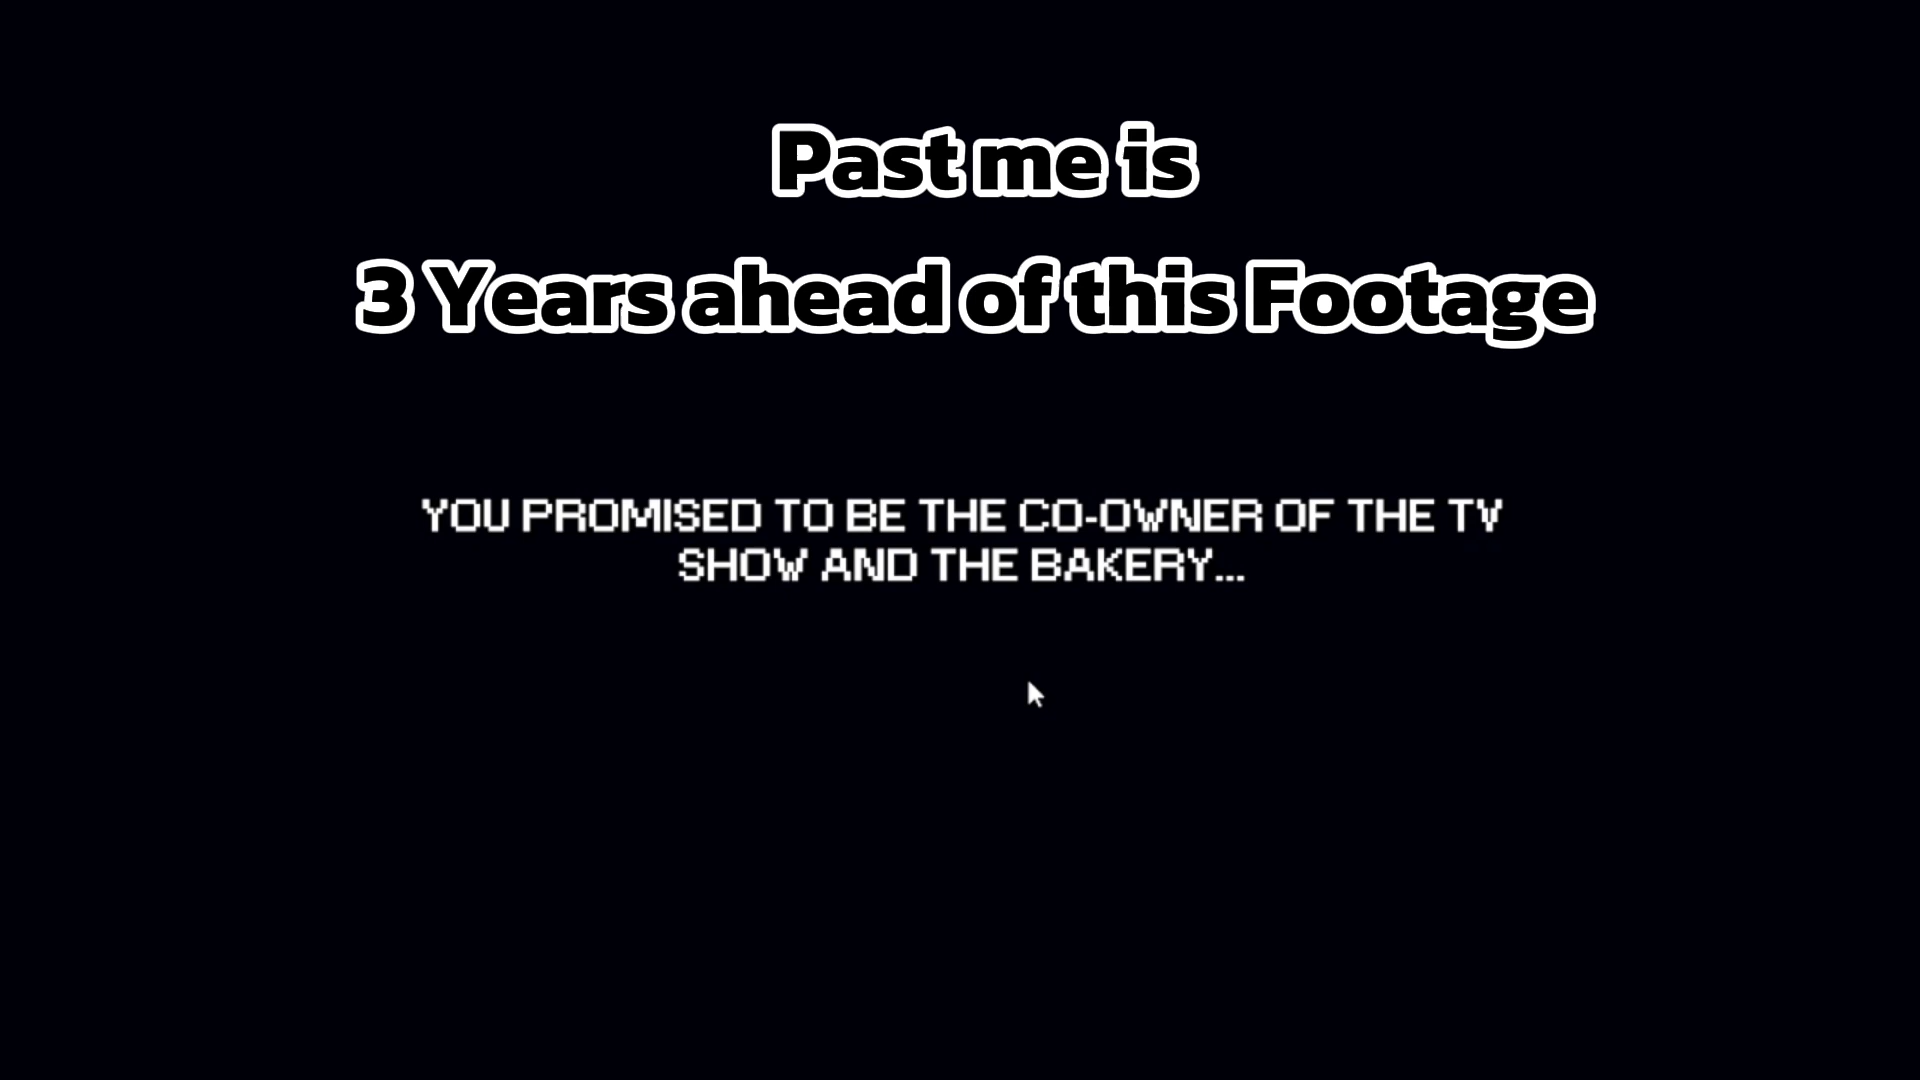 Past me is
3 Years ahead of this Footage
YOU PROMISED TO BE THE CO-OWNER OF THE TV
SHOW AND THE BAKERY...